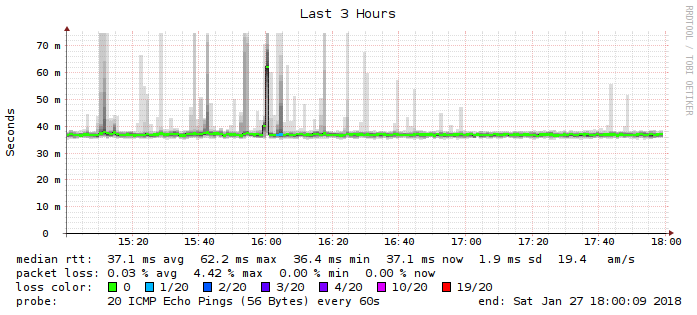 Last 3 Hours
RRDTOOL / TOBI OETIKER
Seconds
70 m
60 m
50 m
40 m
30 m
20 m
10 m
0
15:20 15:40 16:00 16:20 16:40 17:00 17:20 17:40 18:00
median rtt: 37.1 ms avg 62.2 ms max 36.4 ms min 37.1 ms now 1.9 ms sd 19.4 am/s
packet loss: 0.03 % avg 4.42 % max 0.00 % min 0.00 % now
loss color: 0 1/20 2/20 3/20 4/20 10/20 19/20
probe: 20 ICMP Echo Pings (56 Bytes) every 60s end: Sat Jan 27 18:00:09 2018